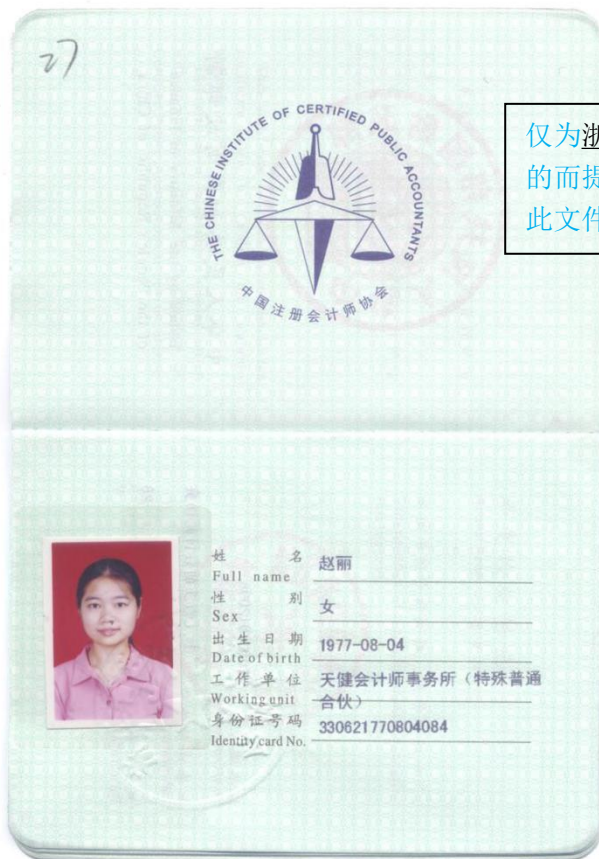 27
THE CHINESE INSTITUTE OF CERTIFIED PUBLIC ACCOUNTANTS
中国注册会计师协会
仅为浙
的而提
此文件
姓 名 赵丽
Full name
性 别 女
Sex
出生日期 1977-08-04
Date of birth
工作单位 天健会计师事务所（特殊普通
Working unit 合伙）
身份证号码 330621770804084
Identity card No.